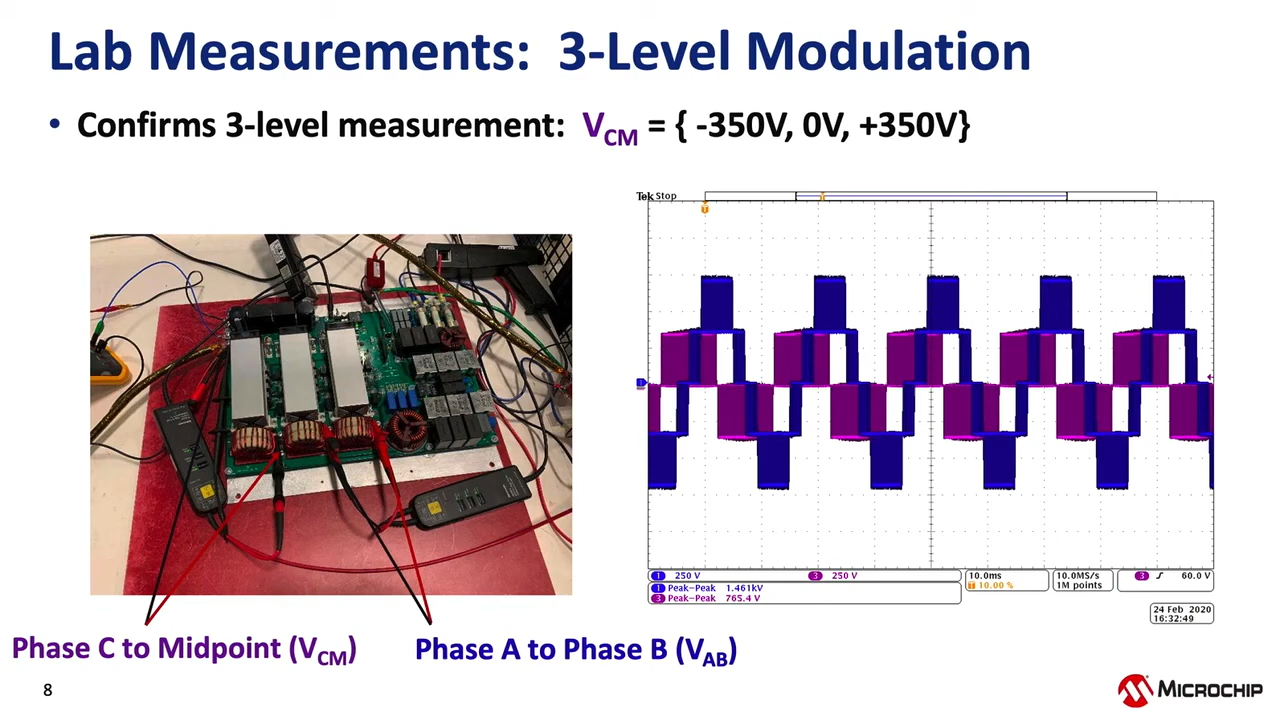 Lab Measurements: 3-Level Modulation
• Confirms 3-level measurement: VCM = { -350V, 0V, +350V}
Tek Stop
T
T
1
1 250 V
3 250 V
10.0ms
10.0MS/s
3 60.0 V
1 Peak-Peak 1.461kV
T 10.00 %
1M points
3 Peak-Peak 765.4 V
24 Feb 2020
16:32:49
Phase C to Midpoint (VCM)
Phase A to Phase B (VAB)
8
MICROCHIP